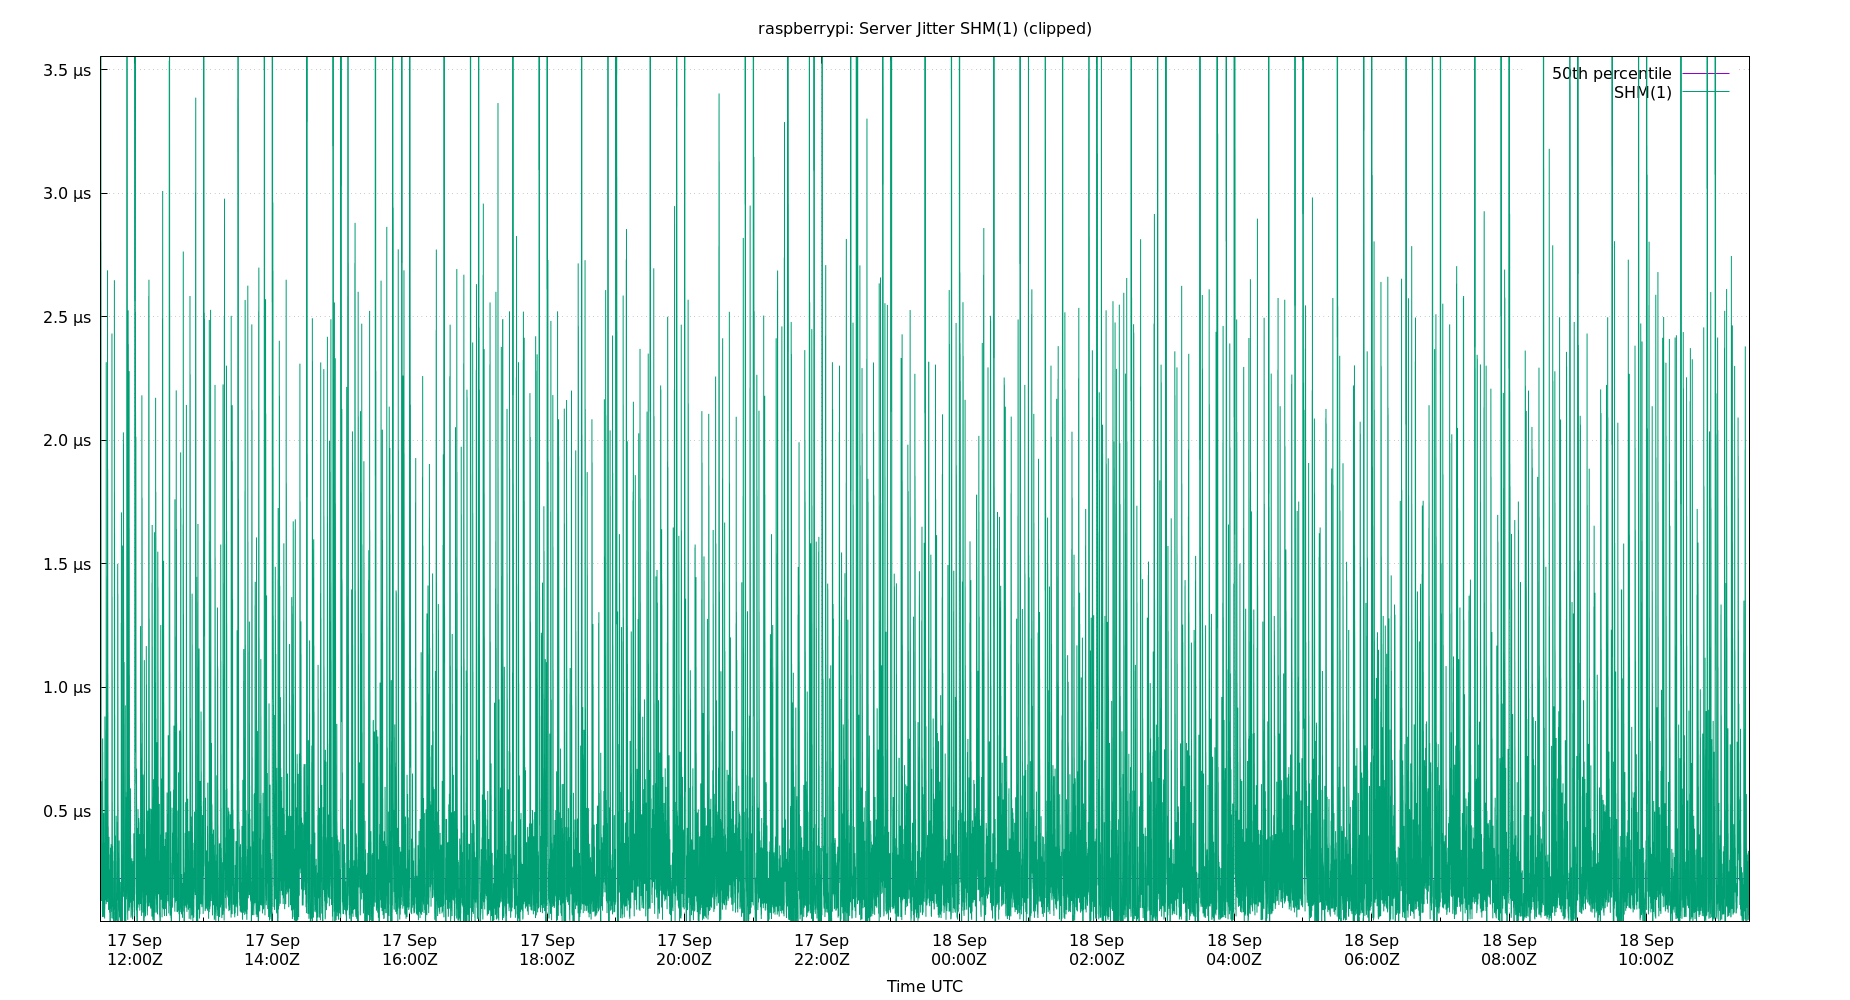 raspberrypi: Server Jitter SHM(1) (clipped)
3.5 µs
3.0 µs
2.5 µs
2.0 µs
1.5 µs
1.0 µs
0.5 µs
50th percentile
SHM(1)
17 Sep 17 Sep 17 Sep 17 Sep 17 Sep 17 Sep 18 Sep 18 Sep 18 Sep 18 Sep 18 Sep 18 Sep
12:00Z 14:00Z 16:00Z 18:00Z 20:00Z 22:00Z 00:00Z 02:00Z 04:00Z 06:00Z 08:00Z 10:00Z
Time UTC